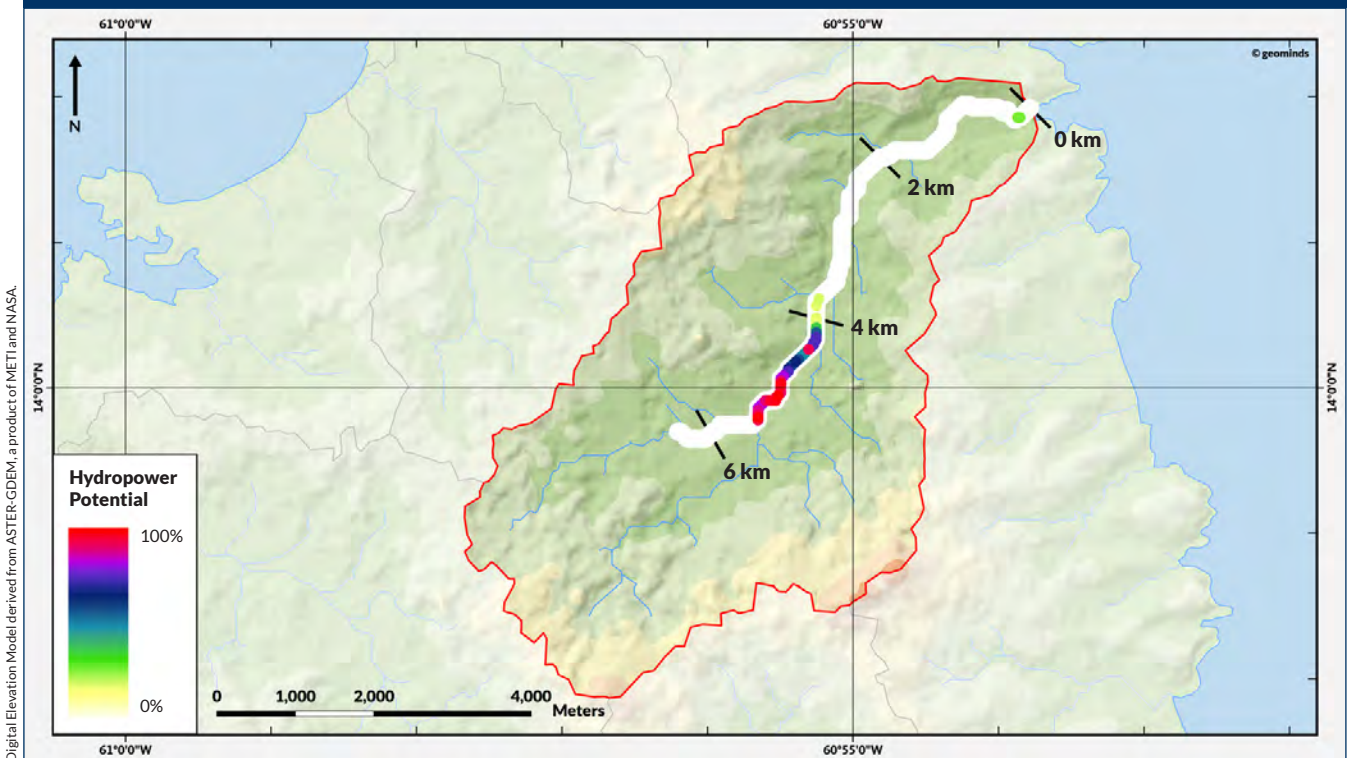 61°0'0"W
60°55'0"W
© geominds
N
0 km
2 km
4 km
14°0'0"N
14°0'0"N
6 km
Hydropower
Potential
100%
0%
0
1,000
2,000
4,000
Meters
61°0'0"W
60°55'0"W
Digital Elevation Model derived from ASTER-GDEM, a product of METI and NASA.